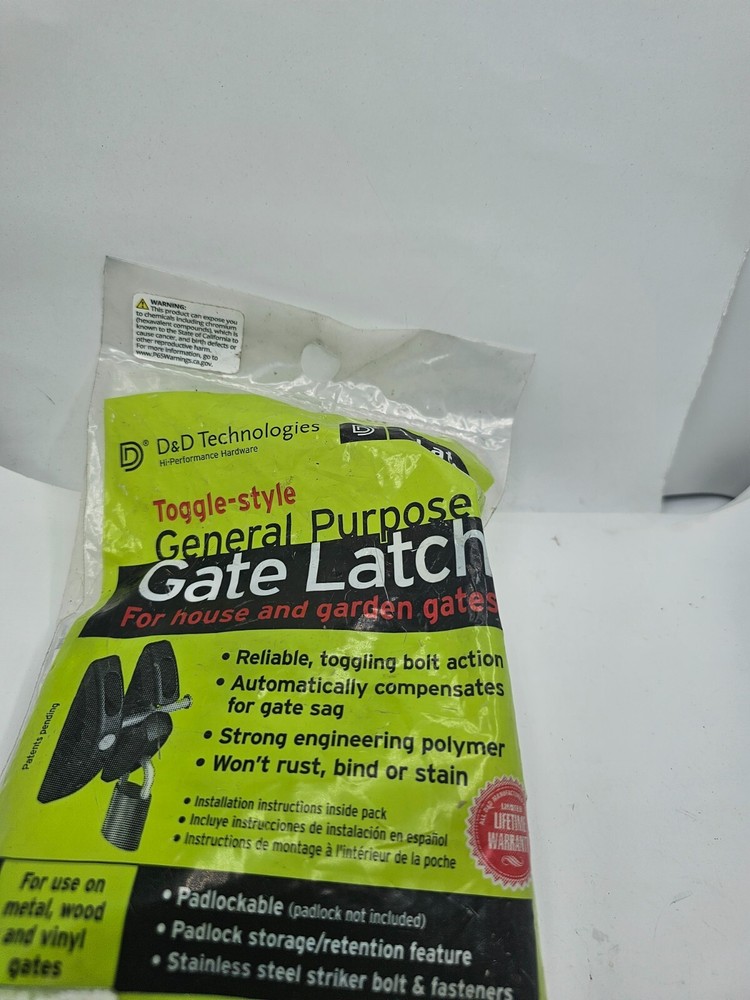 WARNING:
This product can expose you
to chemicals including chromium
(hexavalent compounds), which is
known to the State of California to
cause cancer, and birth defects or
other reproductive harm.
For more information, go to
www.P65Warnings.ca.gov.
D&D Technologies
Hi-Performance Hardware
Toggle-style
General Purpose
Gate Latch
For house and garden gates
• Reliable, toggling bolt action
• Automatically compensates
for gate sag
• Strong engineering polymer
• Won't rust, bind or stain
Patents pending
• Installation instructions inside pack
• Incluye instrucciones de instalación en español
• Instructions de montage à l'intérieur de la poche
LIFETIME
WARRANTY
For use on
metal, wood
and vinyl
gates
• Padlockable (padlock not included)
• Padlock storage/retention feature
• Stainless steel striker bolt & fasteners